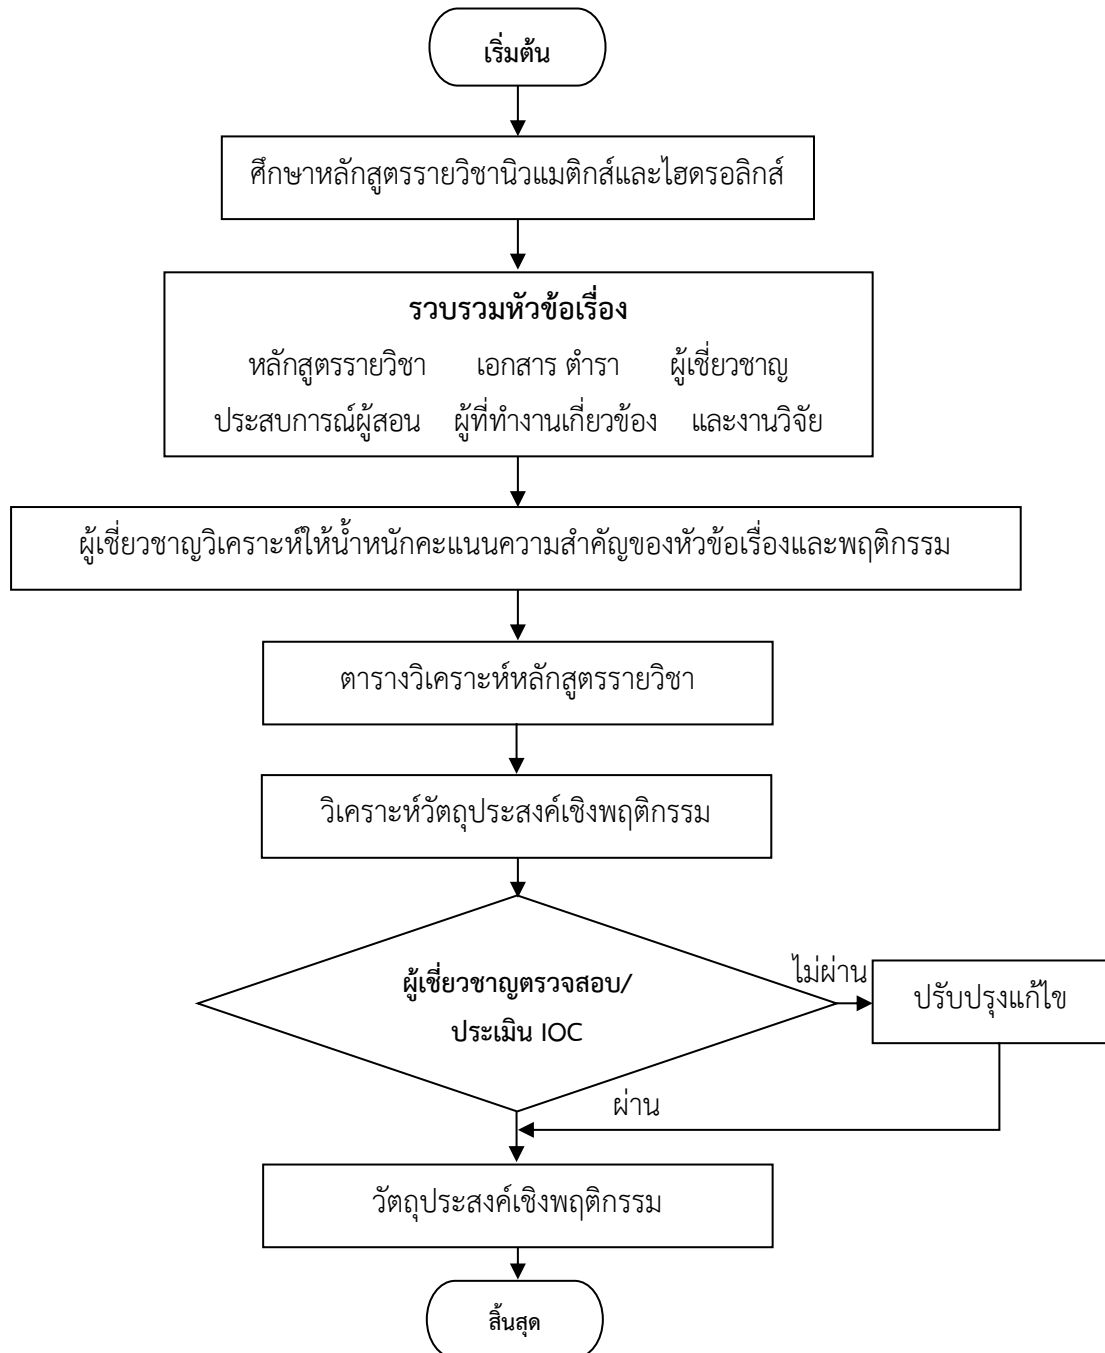 เริ่มต้น
ศึกษาหลักสูตรรายวิชานิวแมติกส์และไฮดรอลิกส์
รวบรวมหัวข้อเรื่อง
หลักสูตรรายวิชา เอกสาร ตำรา ผู้เชี่ยวชาญ
ประสบการณ์ผู้สอน ผู้ที่ทำงานเกี่ยวข้อง และงานวิจัย
ผู้เชี่ยวชาญวิเคราะห์ให้น้ำหนักคะแนนความสำคัญของหัวข้อเรื่องและพฤติกรรม
ตารางวิเคราะห์หลักสูตรรายวิชา
วิเคราะห์วัตถุประสงค์เชิงพฤติกรรม
ผู้เชี่ยวชาญตรวจสอบ/
ประเมิน IOC
ไม่ผ่าน
ปรับปรุงแก้ไข
ผ่าน
วัตถุประสงค์เชิงพฤติกรรม
สิ้นสุด